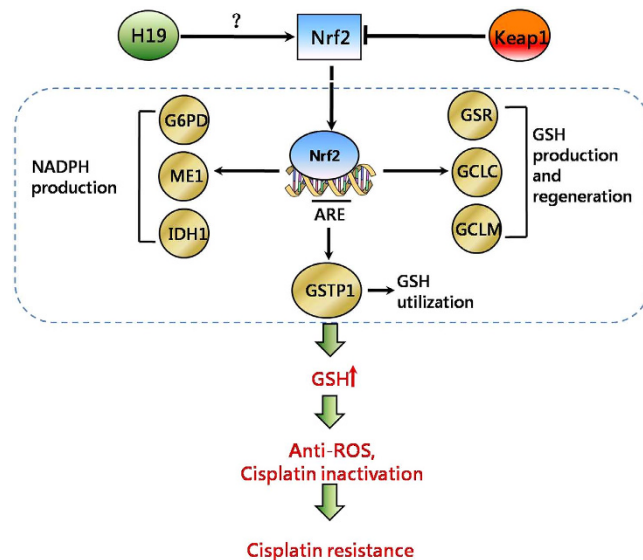 H19
?
Nrf2
Keap1
NADPH
production
G6PD
ME1
IDH1
Nrf2
ARE
GSR
GCLC
GCLM
GSH
production
and
regeneration
GSTP1
GSH
utilization
GSH↑
Anti-ROS,
Cisplatin inactivation
Cisplatin resistance